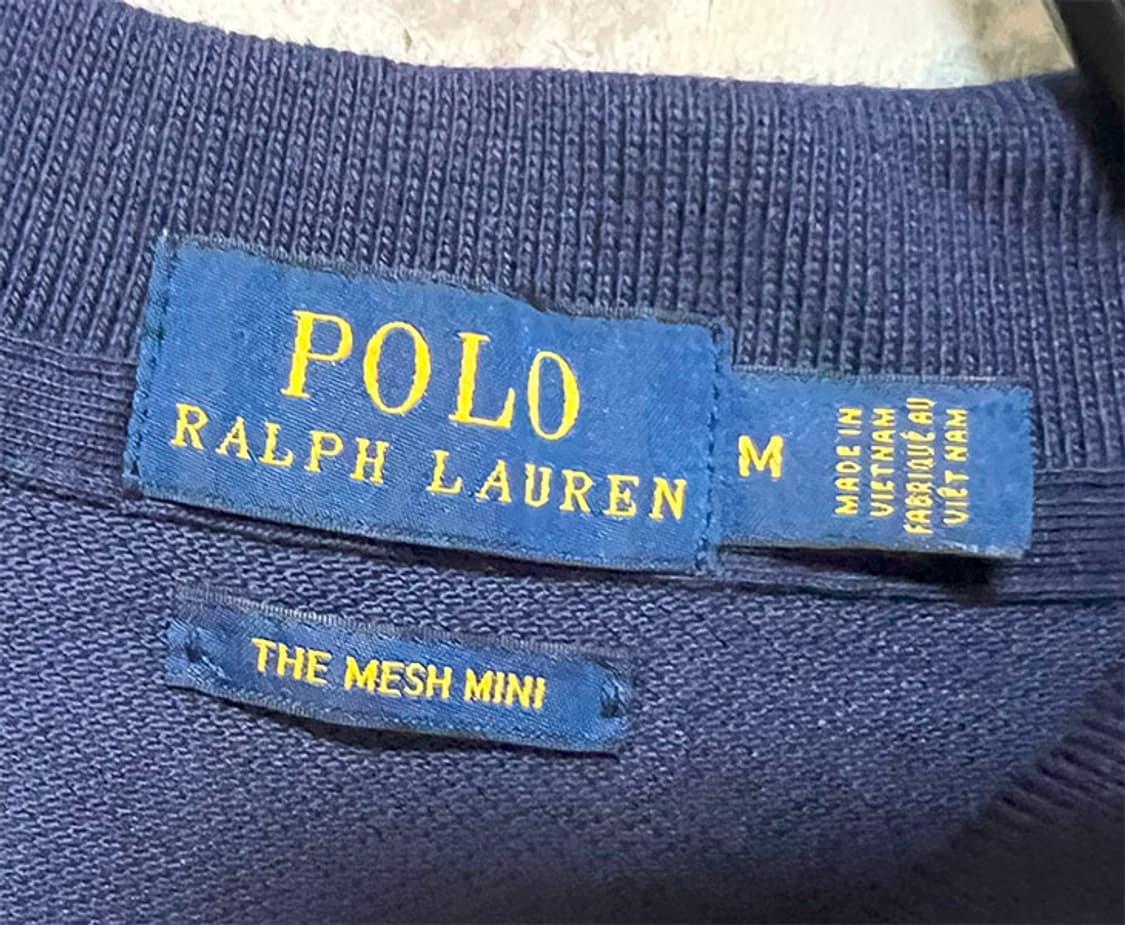 POLO
RALPH LAUREN
M
MADE IN
VIETNAM
FABRIQUÉ AU
VIÊT NAM
THE MESH MINI